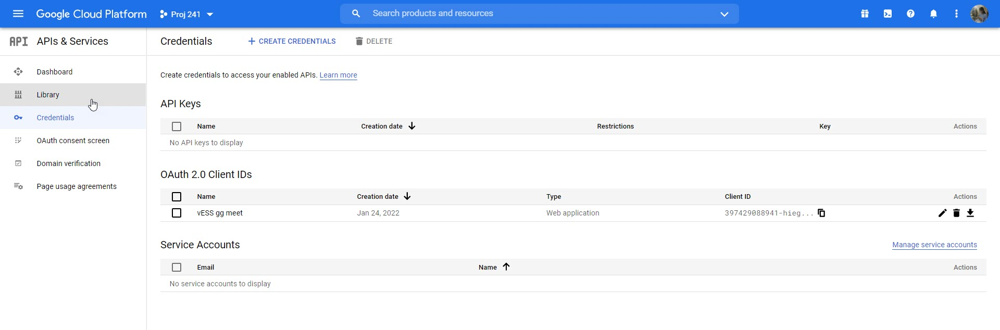 Google Cloud Platform Proj 241 Search products and resources
API APIs & Services Credentials CREATE CREDENTIALS DELETE
Dashboard
Library
Credentials
OAuth consent screen
Domain verification
Page usage agreements
Create credentials to access your enabled APIs. Learn more
API Keys
Name Creation date Restrictions Key Actions
No API keys to display
OAuth 2.0 Client IDs
Name Creation date Type Client ID Actions
vESS gg meet Jan 24, 2022 Web application 397429088941-hieg...
Service Accounts Manage service accounts
Email Name Actions
No service accounts to display